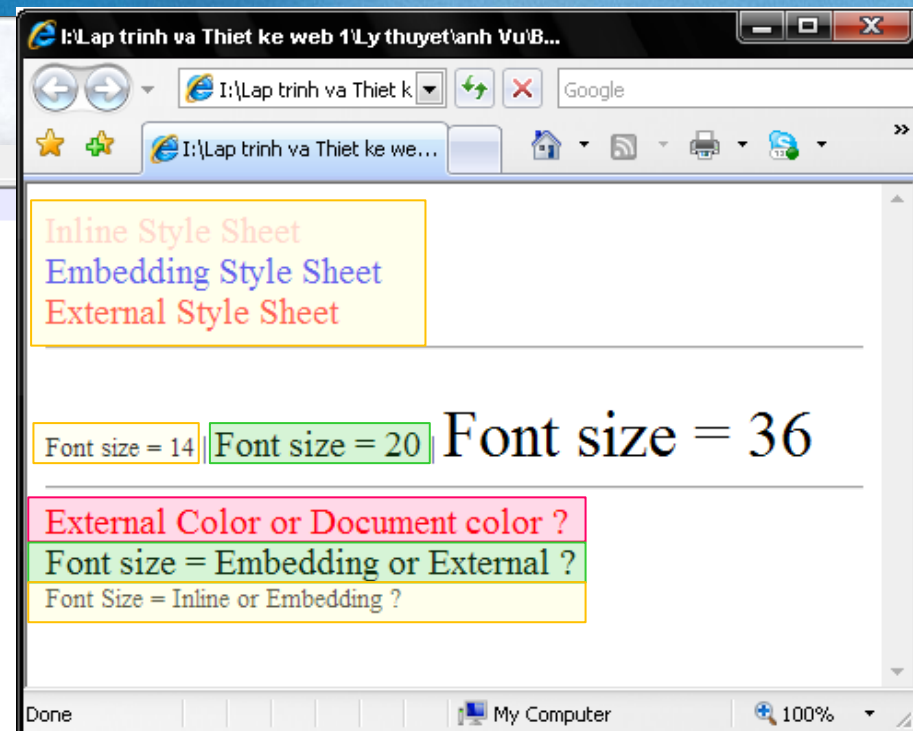 I:\Lap trinh va Thiet ke web 1\Ly thuyet\anh Vu\B...
I:\Lap trinh va Thiet k
Google
I:\Lap trinh va Thiet ke we...
»
Inline Style Sheet
Embedding Style Sheet
External Style Sheet
Font size = 14 | Font size = 20 | Font size = 36
External Color or Document color ?
Font size = Embedding or External ?
Font Size = Inline or Embedding ?
Done
My Computer
100%